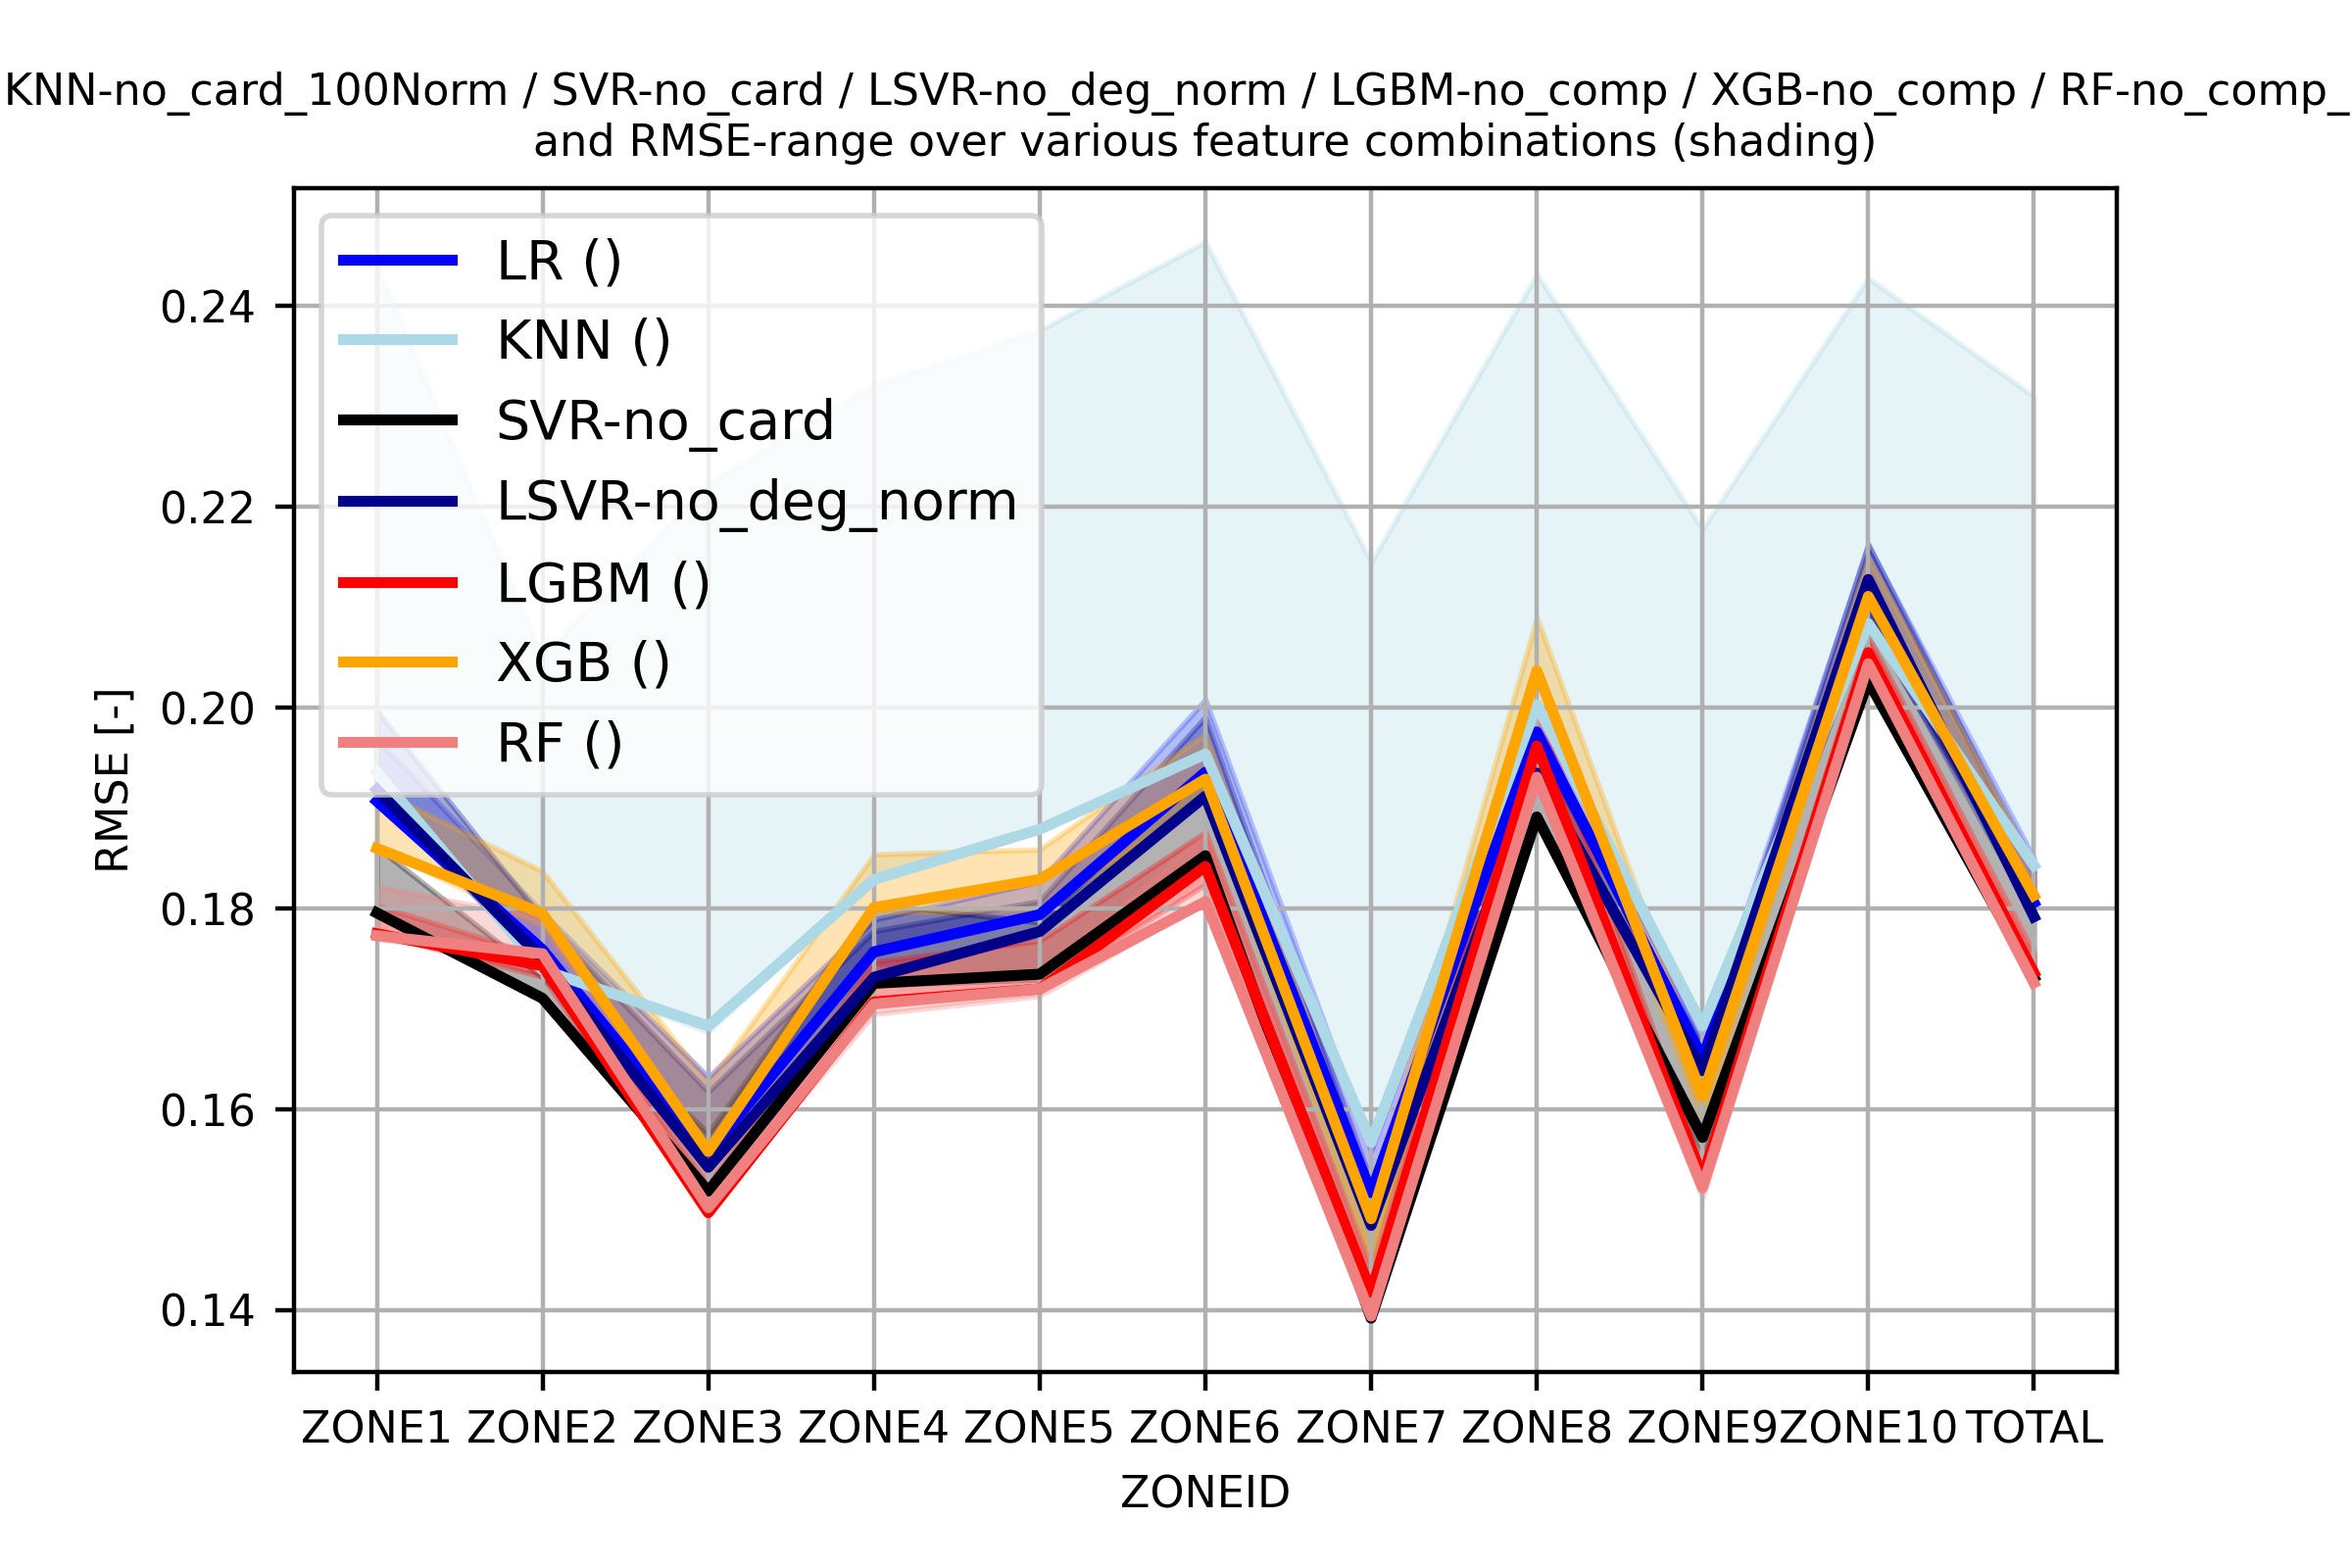 KNN-no_card_100Norm / SVR-no_card / LSVR-no_deg_norm / LGBM-no_comp / XGB-no_comp / RF-no_comp_
and RMSE-range over various feature combinations (shading)
LR ()
KNN ()
SVR-no_card
LSVR-no_deg_norm
LGBM ()
XGB ()
RF ()
0.24
0.22
0.20
0.18
0.16
0.14
RMSE [-]
ZONE1 ZONE2 ZONE3 ZONE4 ZONE5 ZONE6 ZONE7 ZONE8 ZONE9 ZONE10 TOTAL
ZONEID